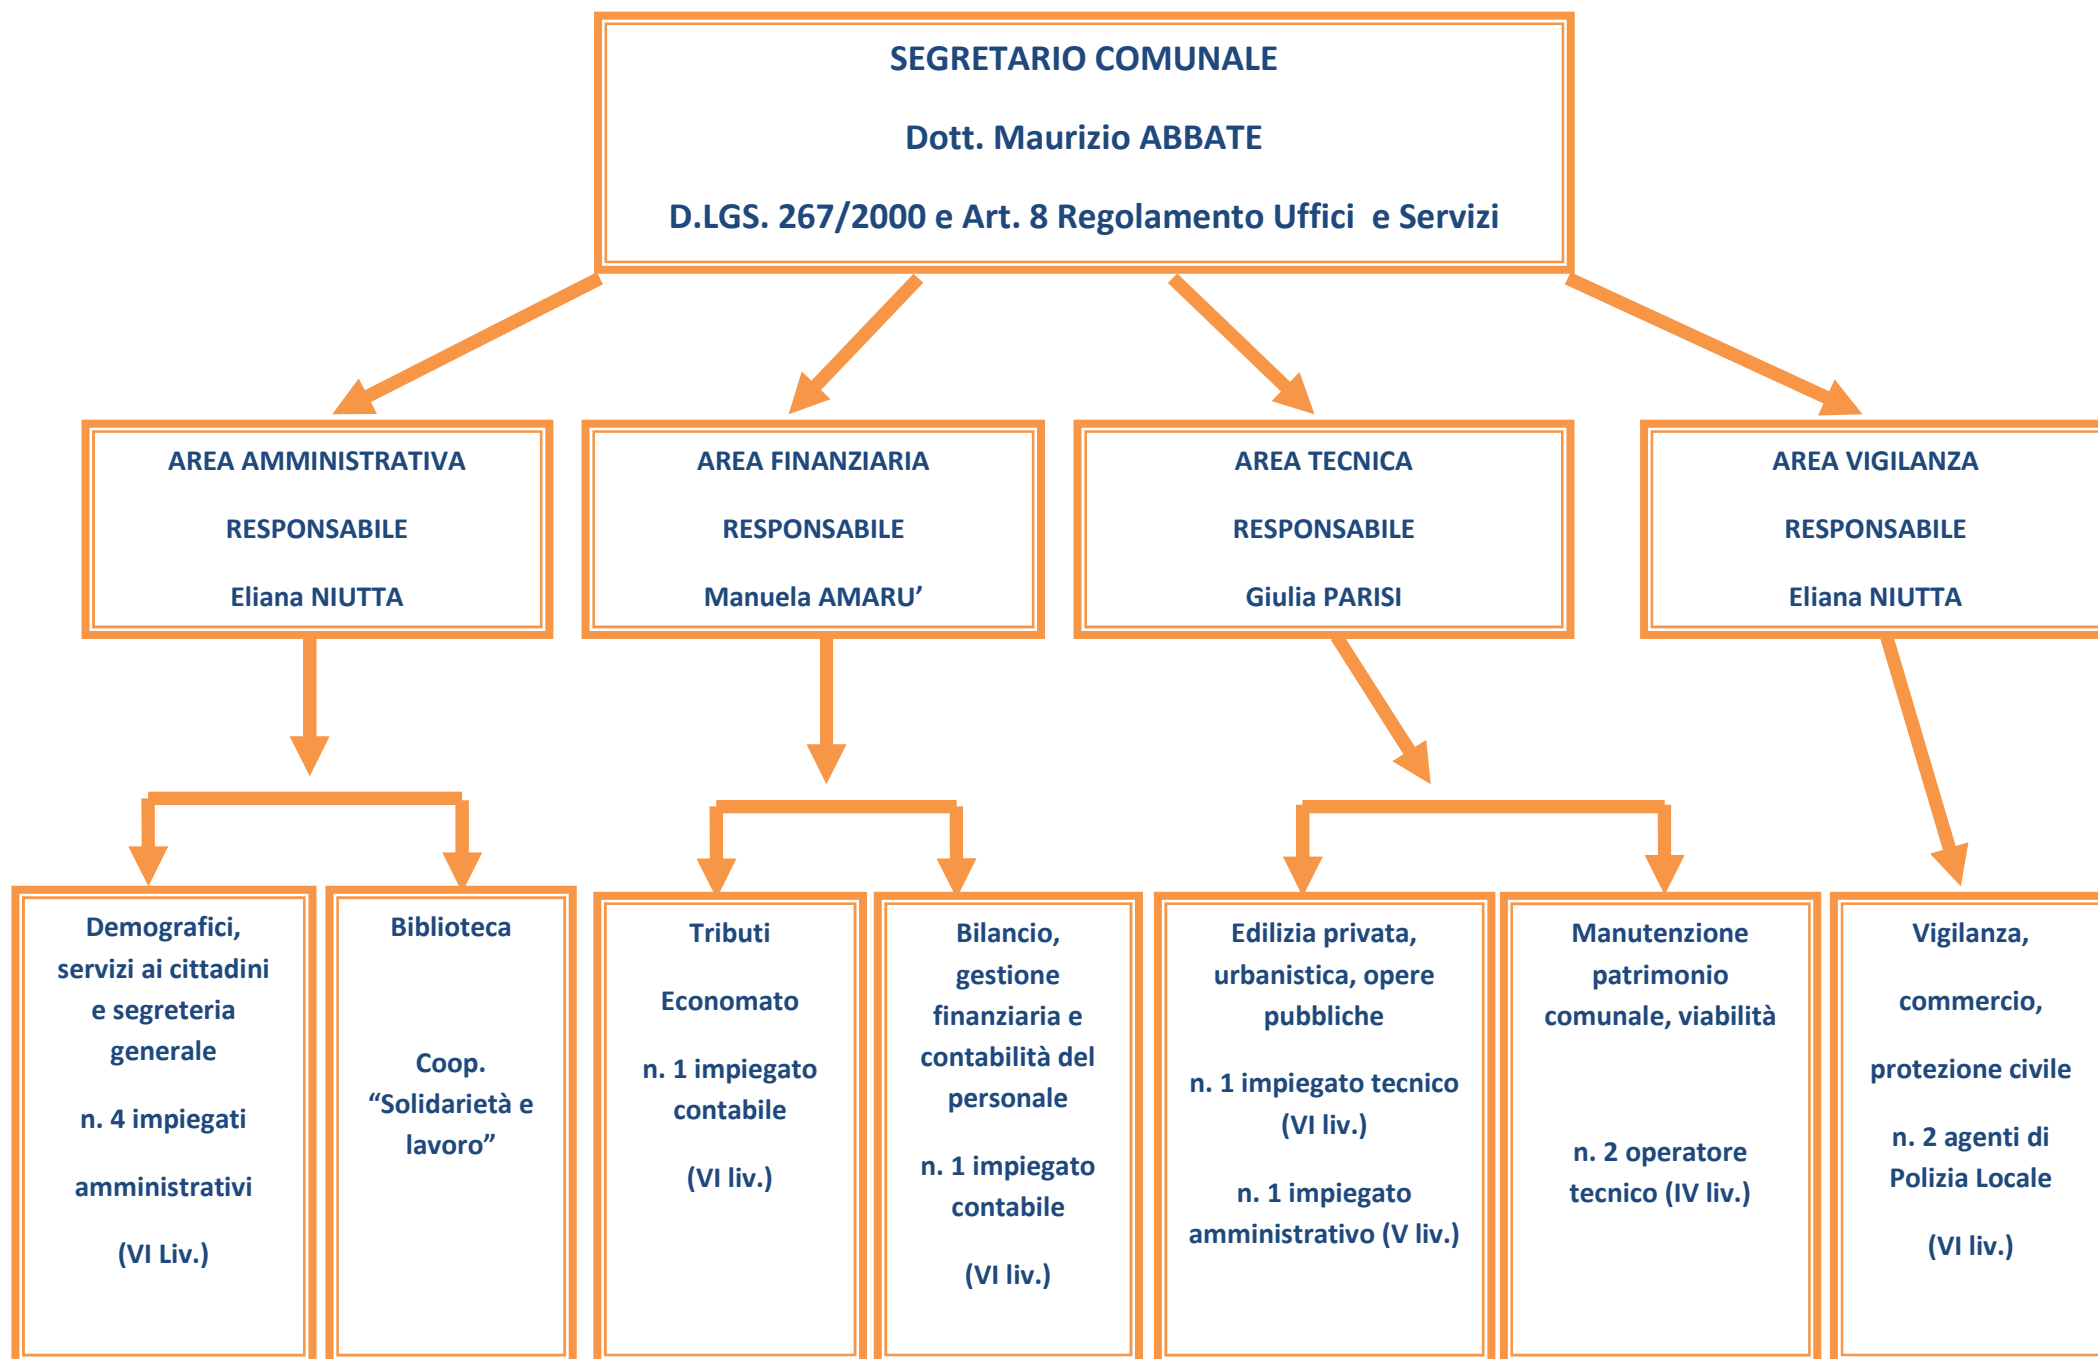 SEGRETARIO COMUNALE
Dott. Maurizio ABBATE
D.LGS. 267/2000 e Art. 8 Regolamento Uffici  e Servizi
AREA AMMINISTRATIVA
RESPONSABILE
Eliana NIUTTA
AREA FINANZIARIA
RESPONSABILE
Manuela AMARU’
AREA TECNICA
RESPONSABILE
Giulia PARISI
AREA VIGILANZA
RESPONSABILE
Eliana NIUTTA
Demografici,
servizi ai cittadini
e segreteria
generale
n. 4 impiegati
amministrativi
(VI Liv.)
Biblioteca
Coop.
“Solidarietà e
lavoro”
Tributi
Economato
n. 1 impiegato
contabile
(VI liv.)
Bilancio,
gestione
finanziaria e
contabilità del
personale
n. 1 impiegato
contabile
(VI liv.)
Edilizia privata,
urbanistica, opere
pubbliche
n. 1 impiegato tecnico
(VI liv.)
n. 1 impiegato
amministrativo (V liv.)
Manutenzione
patrimonio
comunale, viabilità
n. 2 operatore
tecnico (IV liv.)
Vigilanza,
commercio,
protezione civile
n. 2 agenti di
Polizia Locale
(VI liv.)